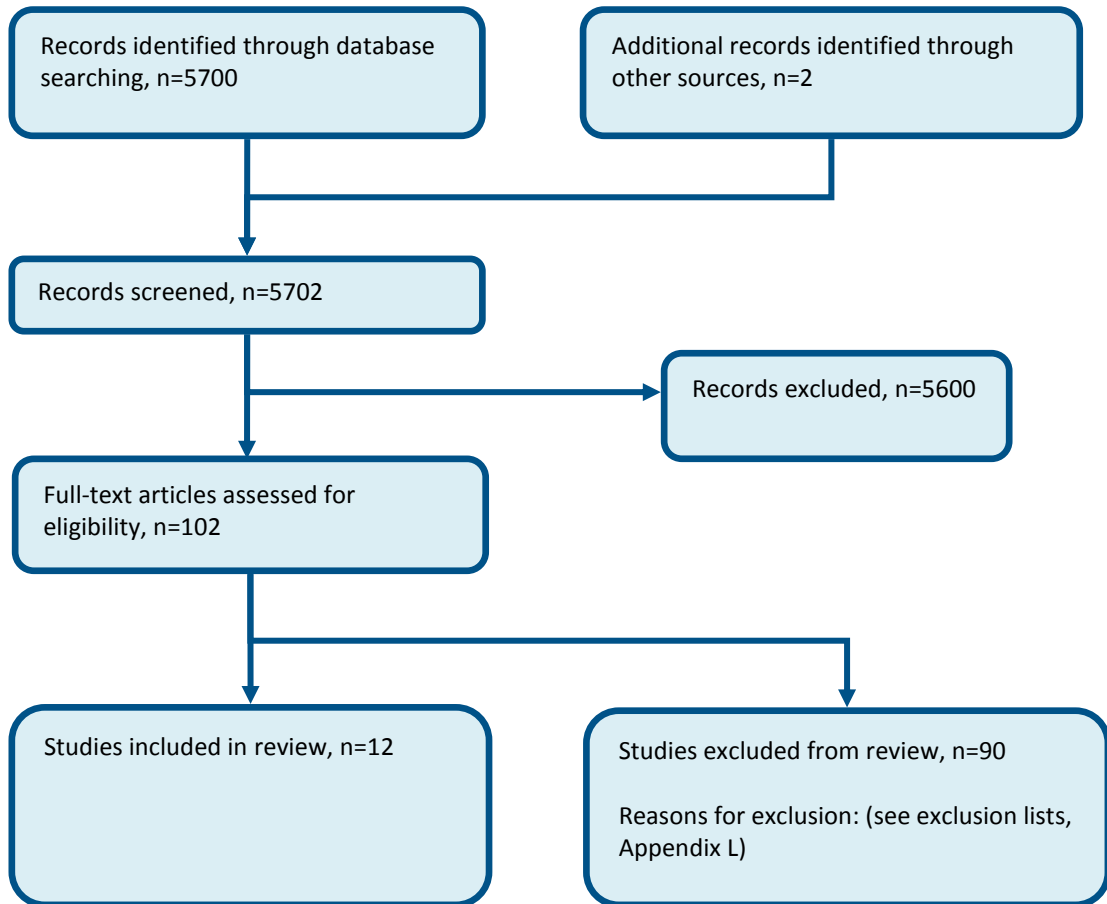 Records identified through database
searching, n=5700
Additional records identified through
other sources, n=2
Records screened, n=5702
Records excluded, n=5600
Full-text articles assessed for
eligibility, n=102
Studies included in review, n=12
Studies excluded from review, n=90
Reasons for exclusion: (see exclusion lists,
Appendix L)